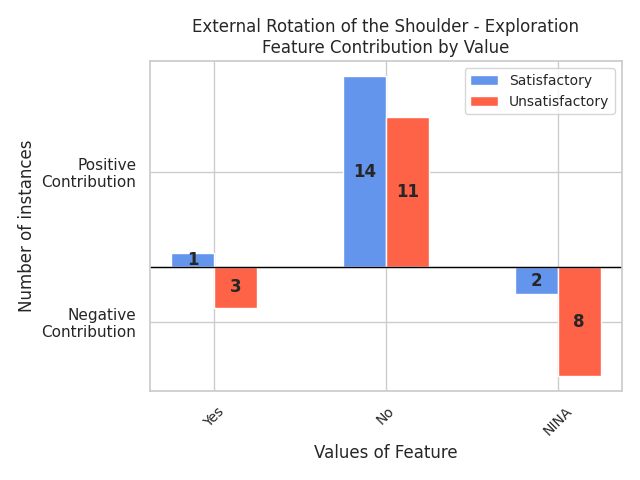 External Rotation of the Shoulder - Exploration
Feature Contribution by Value
Satisfactory
Unsatisfactory
Number of instances
Positive
Contribution
Negative
Contribution
1
3
14
11
2
8
Yes
No
NINA
Values of Feature